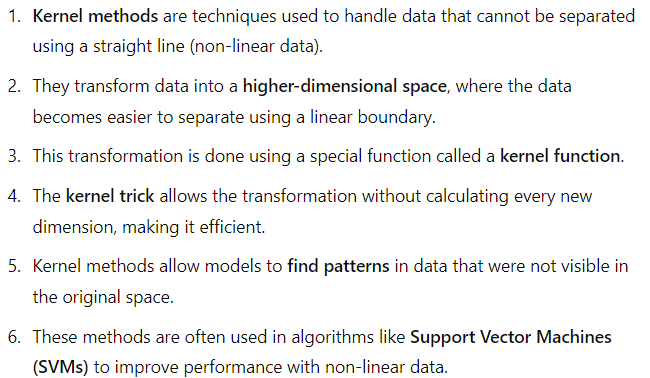 1. Kernel methods are techniques used to handle data that cannot be separated
using a straight line (non-linear data).
2. They transform data into a higher-dimensional space, where the data
becomes easier to separate using a linear boundary.
3. This transformation is done using a special function called a kernel function.
4. The kernel trick allows the transformation without calculating every new
dimension, making it efficient.
5. Kernel methods allow models to find patterns in data that were not visible in
the original space.
6. These methods are often used in algorithms like Support Vector Machines
(SVMs) to improve performance with non-linear data.